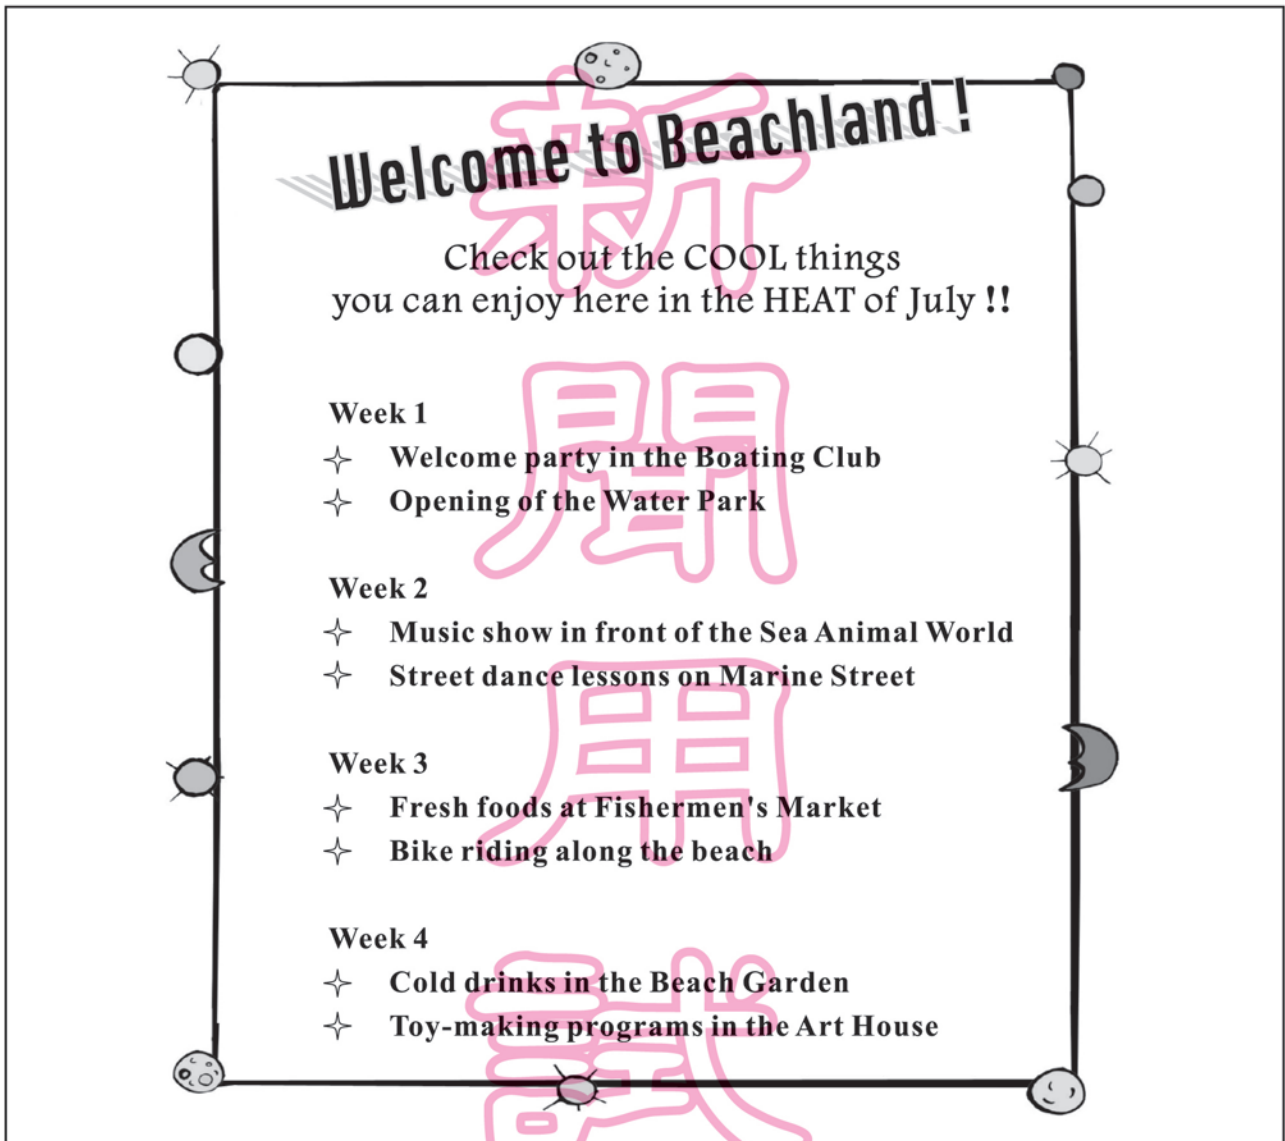 Welcome to Beachland !
Check out the COOL things
you can enjoy here in the HEAT of July !!
Week 1
Welcome party in the Boating Club
Opening of the Water Park
Week 2
Music show in front of the Sea Animal World
Street dance lessons on Marine Street
Week 3
Fresh foods at Fishermen's Market
Bike riding along the beach
Week 4
Cold drinks in the Beach Garden
Toy-making programs in the Art House
新
聞
用